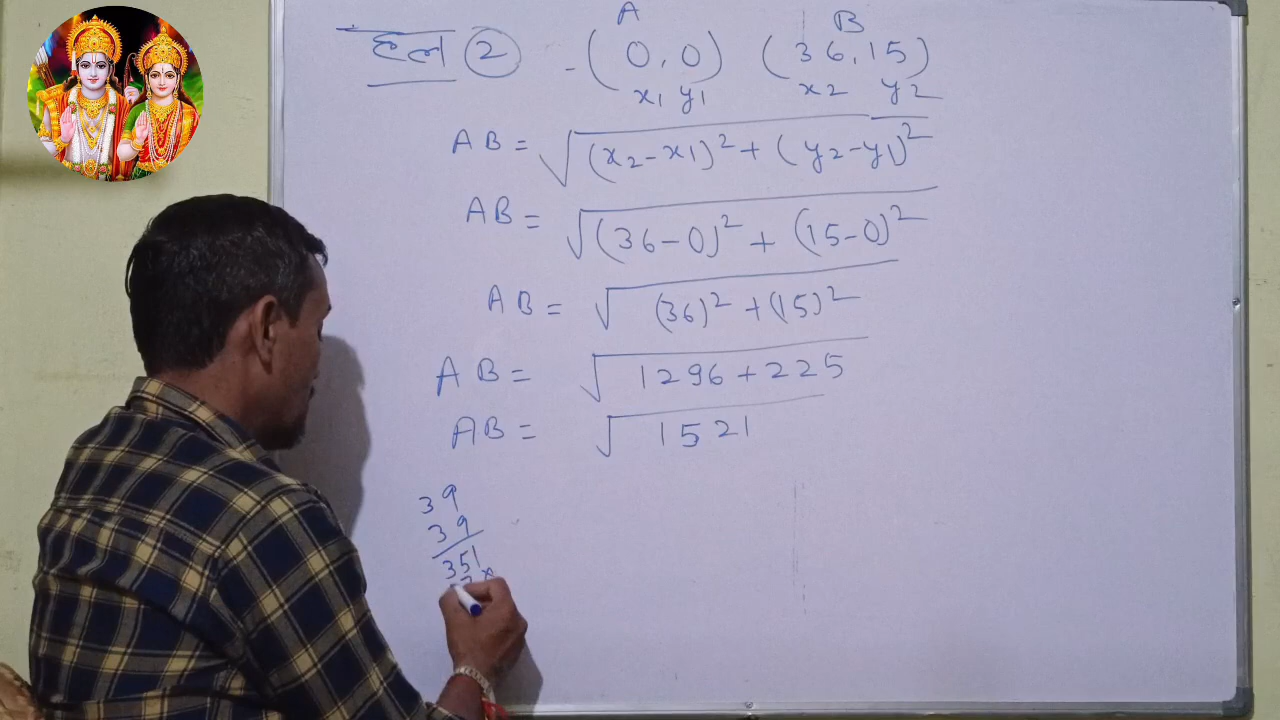 A B
हल 2 - (0, 0) (36, 15)
x1 y1 x2 y2
AB = √(x2-x1)² + (y2-y1)²
AB = √(36-0)² + (15-0)²
AB = √(36)² + (15)²
AB = √1296+225
AB = √1521
39
39
351